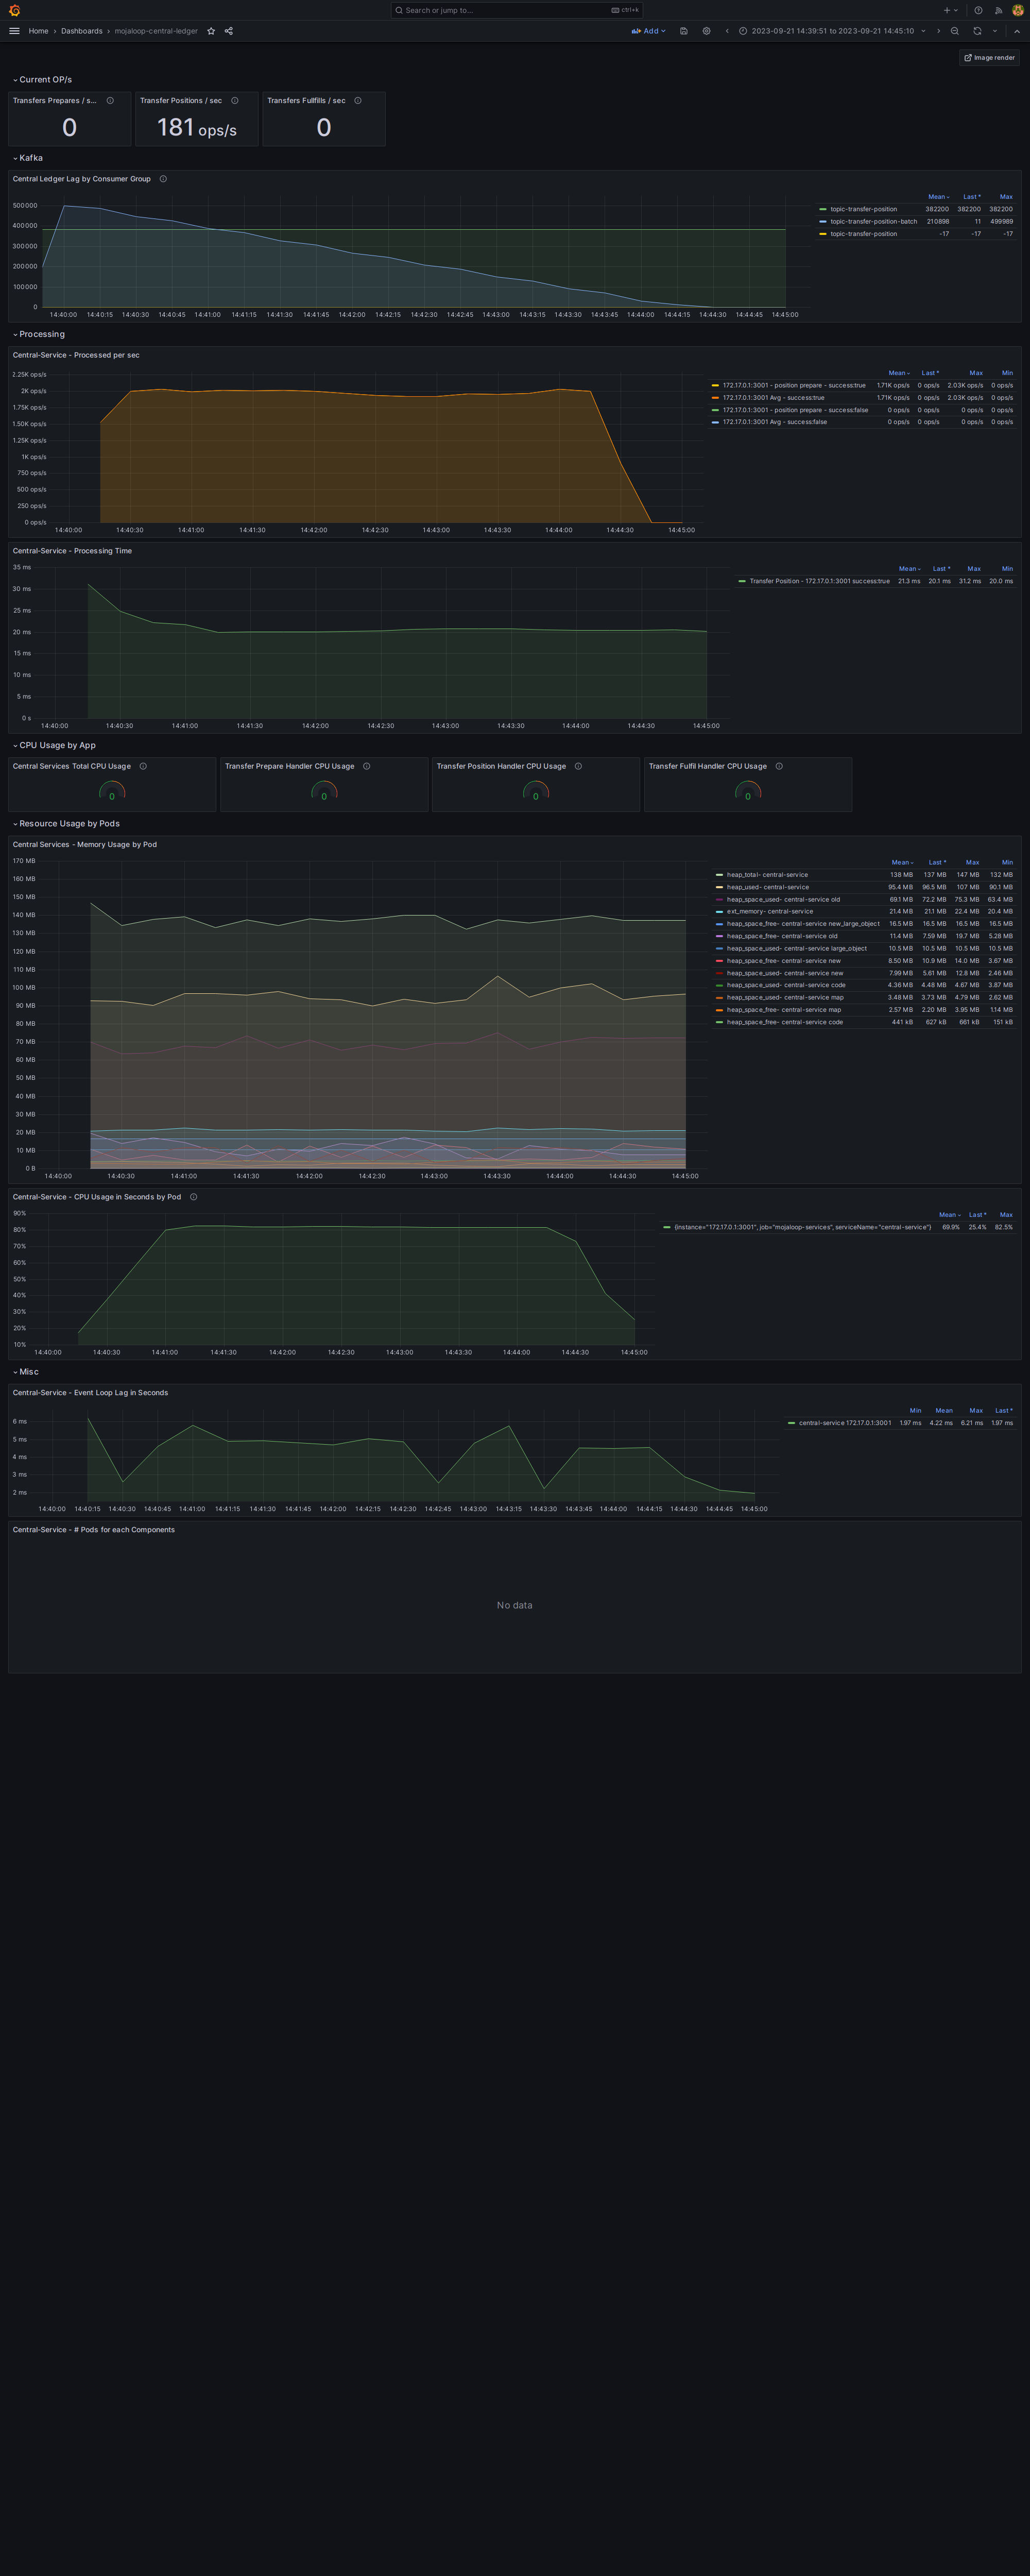 Search or jump to... ctrl+k
Home › Dashboards › mojaloop-central-ledger Add 2023-09-21 14:39:51 to 2023-09-21 14:45:10
Image render
Current OP/s
Transfers Prepares / s... Transfer Positions / sec Transfers Fullfills / sec
0 181 ops/s 0
Kafka
Central Ledger Lag by Consumer Group
Mean Last * Max
topic-transfer-position 382200 382200 382200
topic-transfer-position-batch 210898 11 499989
topic-transfer-position -17 -17 -17
500000
400000
300000
200000
100000
0
14:40:00 14:40:15 14:40:30 14:40:45 14:41:00 14:41:15 14:41:30 14:41:45 14:42:00 14:42:15 14:42:30 14:42:45 14:43:00 14:43:15 14:43:30 14:43:45 14:44:00 14:44:15 14:44:30 14:44:45 14:45:00
Processing
Central-Service - Processed per sec
Mean Last * Max Min
172.17.0.1:3001 - position prepare - success:true 1.71K ops/s 0 ops/s 2.03K ops/s 0 ops/s
172.17.0.1:3001 Avg - success:true 1.71K ops/s 0 ops/s 2.03K ops/s 0 ops/s
172.17.0.1:3001 - position prepare - success:false 0 ops/s 0 ops/s 0 ops/s 0 ops/s
172.17.0.1:3001 Avg - success:false 0 ops/s 0 ops/s 0 ops/s 0 ops/s
2.25K ops/s
2K ops/s
1.75K ops/s
1.50K ops/s
1.25K ops/s
1K ops/s
750 ops/s
500 ops/s
250 ops/s
0 ops/s
14:40:00 14:40:30 14:41:00 14:41:30 14:42:00 14:42:30 14:43:00 14:43:30 14:44:00 14:44:30 14:45:00
Central-Service - Processing Time
Mean Last * Max Min
Transfer Position - 172.17.0.1:3001 success:true 21.3 ms 20.1 ms 31.2 ms 20.0 ms
35 ms
30 ms
25 ms
20 ms
15 ms
10 ms
5 ms
0 s
14:40:00 14:40:30 14:41:00 14:41:30 14:42:00 14:42:30 14:43:00 14:43:30 14:44:00 14:44:30 14:45:00
CPU Usage by App
Central Services Total CPU Usage Transfer Prepare Handler CPU Usage Transfer Position Handler CPU Usage Transfer Fulfil Handler CPU Usage
0 0 0 0
Resource Usage by Pods
Central Services - Memory Usage by Pod
Mean Last * Max Min
heap_total- central-service 138 MB 137 MB 147 MB 132 MB
heap_used- central-service 95.4 MB 96.5 MB 107 MB 90.1 MB
heap_space_used- central-service old 69.1 MB 72.2 MB 75.3 MB 63.4 MB
ext_memory- central-service 21.4 MB 21.1 MB 22.4 MB 20.4 MB
heap_space_free- central-service new_large_object 16.5 MB 16.5 MB 16.5 MB 16.5 MB
heap_space_free- central-service old 11.4 MB 7.59 MB 19.7 MB 5.28 MB
heap_space_used- central-service large_object 10.5 MB 10.5 MB 10.5 MB 10.5 MB
heap_space_free- central-service new 8.50 MB 10.9 MB 14.0 MB 3.67 MB
heap_space_used- central-service new 7.99 MB 5.61 MB 12.8 MB 2.46 MB
heap_space_used- central-service code 4.36 MB 4.48 MB 4.67 MB 3.87 MB
heap_space_used- central-service map 3.48 MB 3.73 MB 4.79 MB 2.62 MB
heap_space_free- central-service map 2.57 MB 2.20 MB 3.95 MB 1.14 MB
heap_space_free- central-service code 441 kB 627 kB 661 kB 151 kB
170 MB
160 MB
150 MB
140 MB
130 MB
120 MB
110 MB
100 MB
90 MB
80 MB
70 MB
60 MB
50 MB
40 MB
30 MB
20 MB
10 MB
0 B
14:40:00 14:40:30 14:41:00 14:41:30 14:42:00 14:42:30 14:43:00 14:43:30 14:44:00 14:44:30 14:45:00
Central-Service - CPU Usage in Seconds by Pod
Mean Last * Max
{instance="172.17.0.1:3001", job="mojaloop-services", serviceName="central-service"} 69.9% 25.4% 82.5%
90%
80%
70%
60%
50%
40%
30%
20%
10%
14:40:00 14:40:30 14:41:00 14:41:30 14:42:00 14:42:30 14:43:00 14:43:30 14:44:00 14:44:30 14:45:00
Misc
Central-Service - Event Loop Lag in Seconds
Min Mean Max Last *
central-service 172.17.0.1:3001 1.97 ms 4.22 ms 6.21 ms 1.97 ms
6 ms
5 ms
4 ms
3 ms
2 ms
14:40:00 14:40:15 14:40:30 14:40:45 14:41:00 14:41:15 14:41:30 14:41:45 14:42:00 14:42:15 14:42:30 14:42:45 14:43:00 14:43:15 14:43:30 14:43:45 14:44:00 14:44:15 14:44:30 14:44:45 14:45:00
Central-Service - # Pods for each Components
No data